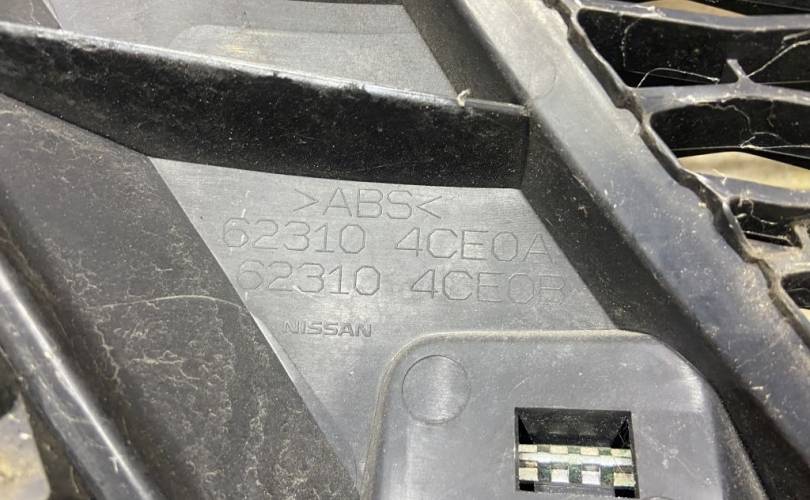 >ABS<
62310 4CE0A
62310 4CE0B
NISSAN